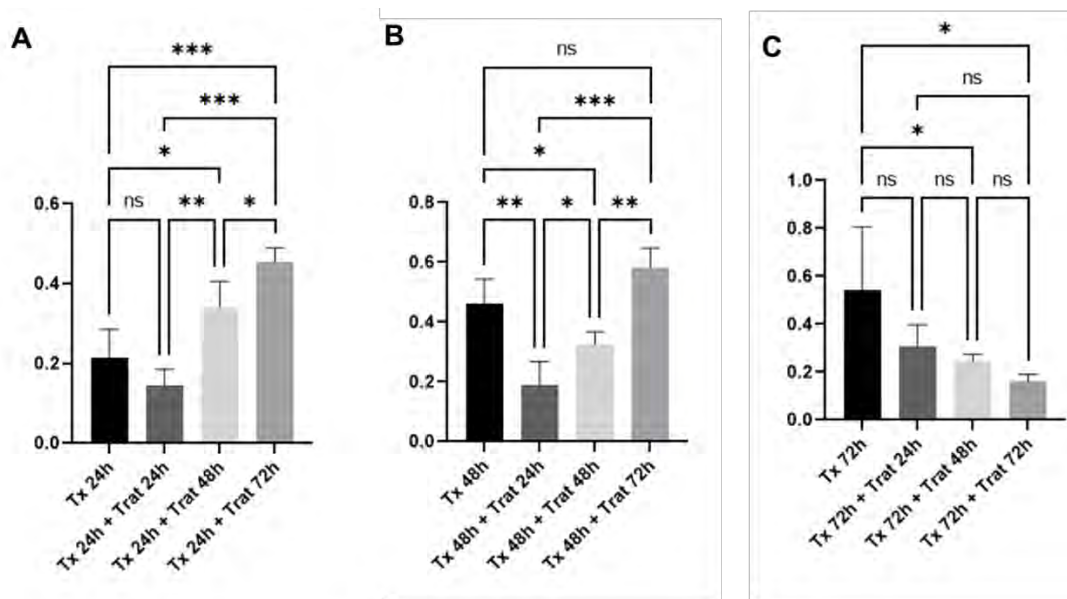 A
***
***
*
ns
**
*
0.6
0.4
0.2
0.0
Tx 24h
Tx 24h + Trat 24h
Tx 24h + Trat 48h
Tx 24h + Trat 72h
B
ns
***
*
**
*
**
0.8
0.6
0.4
0.2
0.0
Tx 48h
Tx 48h + Trat 24h
Tx 48h + Trat 48h
Tx 48h + Trat 72h
C
*
ns
*
ns
ns
ns
1.0
0.8
0.6
0.4
0.2
0.0
Tx 72h
Tx 72h + Trat 24h
Tx 72h + Trat 48h
Tx 72h + Trat 72h